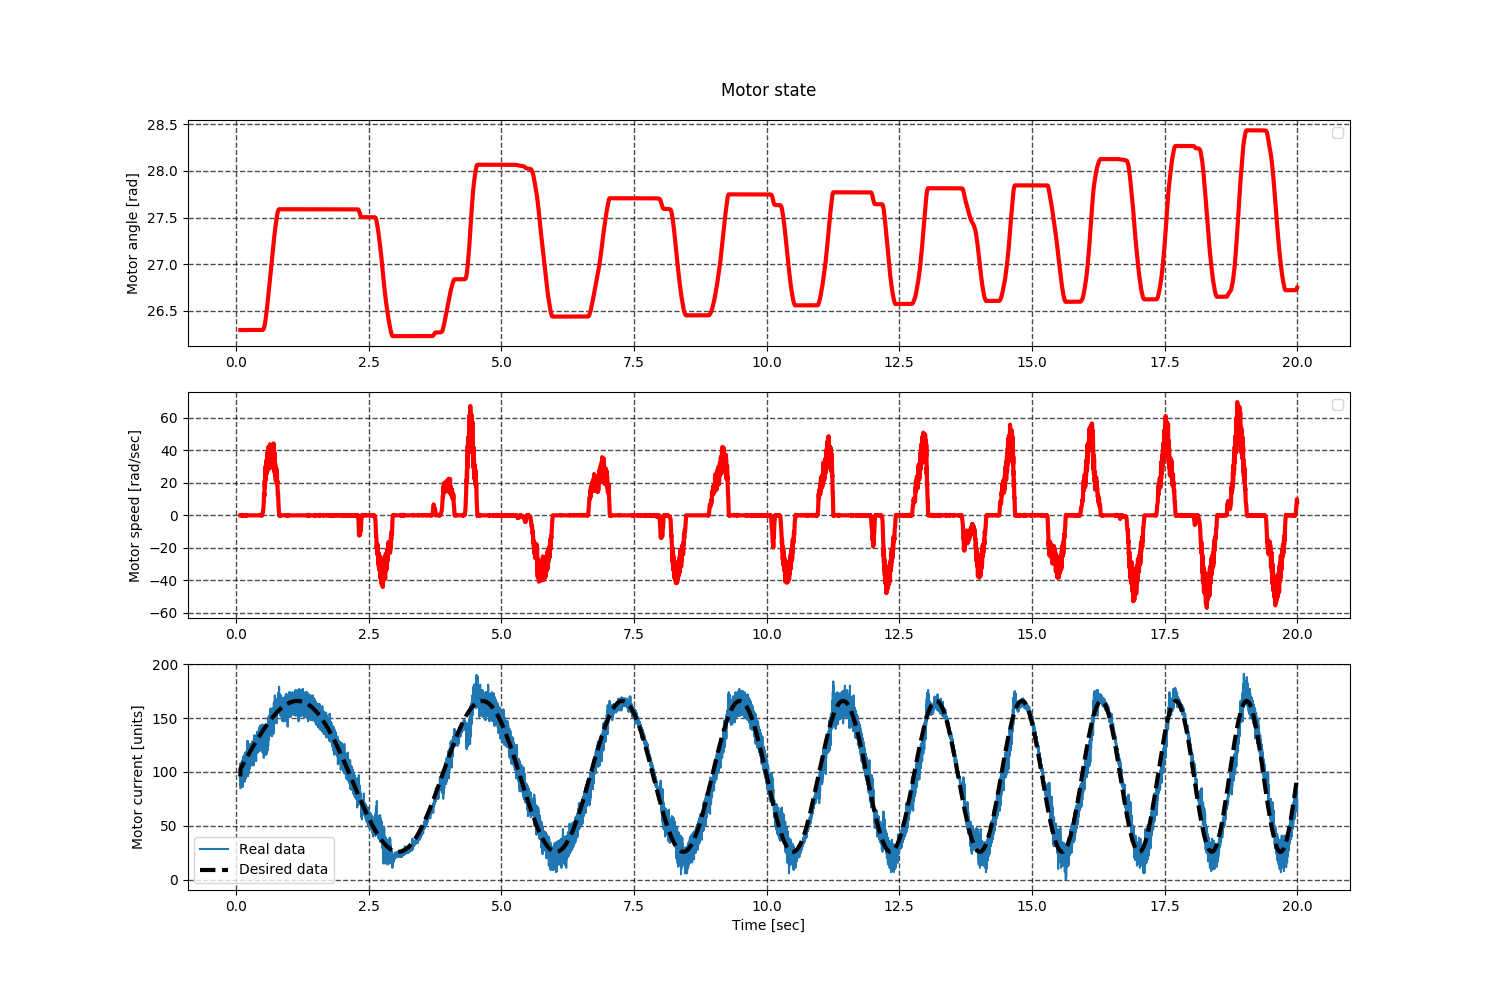 Motor state
Motor angle [rad]
28.5
28.0
27.5
27.0
26.5
0.0 2.5 5.0 7.5 10.0 12.5 15.0 17.5 20.0
Motor speed [rad/sec]
60
40
20
0
−20
−40
−60
0.0 2.5 5.0 7.5 10.0 12.5 15.0 17.5 20.0
Motor current [units]
200
150
100
50
0
Real data
Desired data
0.0 2.5 5.0 7.5 10.0 12.5 15.0 17.5 20.0
Time [sec]